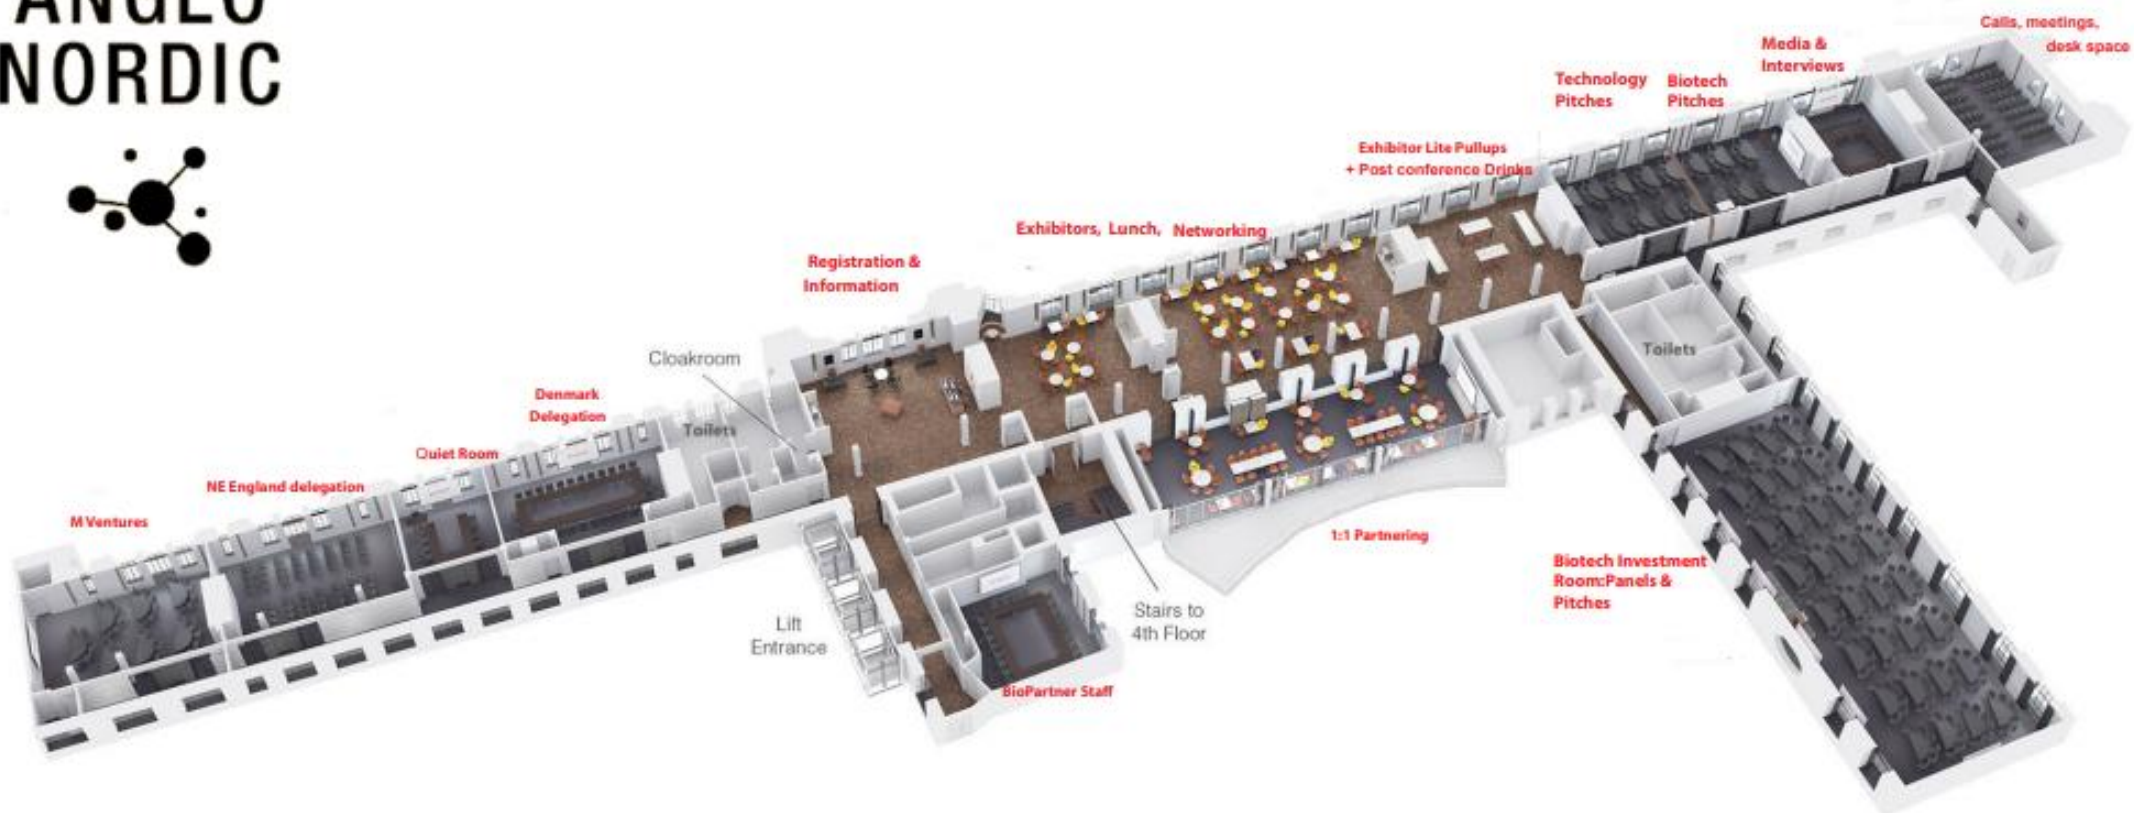 ANGLO
NORDIC
Calls, meetings,
desk space
Media &
Interviews
Technology
Pitches
Biotech
Pitches
Exhibitor Lite Pullups
+ Post conference Drinks
Exhibitors, Lunch, Networking
Registration &
Information
Cloakroom
Toilets
Denmark
Delegation
Toilets
Quiet Room
NE England delegation
M Ventures
1:1 Partnering
Biotech Investment
Room:Panels &
Pitches
Stairs to
4th Floor
Lift
Entrance
BioPartner Staff